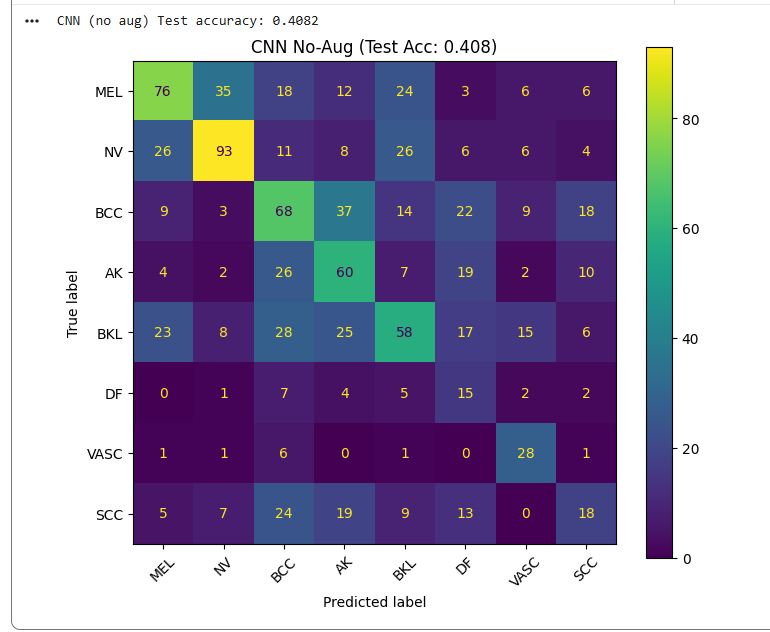 ••• CNN (no aug) Test accuracy: 0.4082
CNN No-Aug (Test Acc: 0.408)
MEL 76 35 18 12 24 3 6 6
NV 26 93 11 8 26 6 6 4
BCC 9 3 68 37 14 22 9 18
AK 4 2 26 60 7 19 2 10
BKL 23 8 28 25 58 17 15 6
DF 0 1 7 4 5 15 2 2
VASC 1 1 6 0 1 0 28 1
SCC 5 7 24 19 9 13 0 18
MEL NV BCC AK BKL DF VASC SCC
Predicted label
True label
80
60
40
20
0